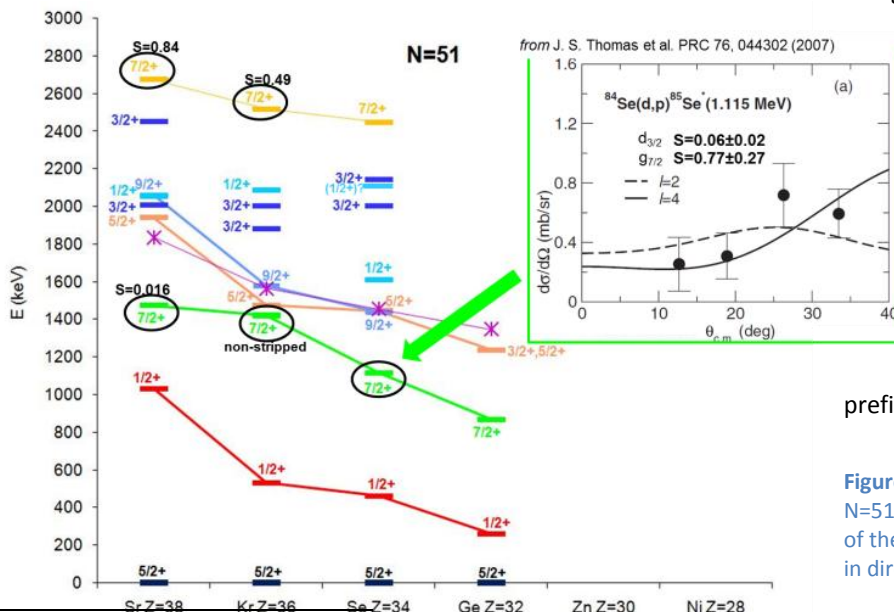 from J. S. Thomas et al. PRC 76, 044302 (2007)
N=51
E (keV)
3000
2800
2600
2400
2200
2000
1800
1600
1400
1200
1000
800
600
400
200
0
S=0.84
7/2+
3/2+
1/2+
9/2+
3/2+
5/2+
S=0.016
7/2+
1/2+
5/2+
S=0.49
7/2+
1/2+
3/2+
9/2+
5/2+
7/2+
non-stripped
1/2+
5/2+
7/2+
3/2+
(1/2+)?
3/2+
1/2+
5/2+
9/2+
7/2+
1/2+
5/2+
3/2+,5/2+
7/2+
1/2+
5/2+
Sr Z=38
Kr Z=36
Se Z=34
Ge Z=32
Zn Z=30
Ni Z=28
dσ/dΩ (mb/sr)
1.6
1.2
0.8
0.4
0
(a)
⁸⁴Se(d,p)⁸⁵Se*(1.115 MeV)
d3/2 S=0.06±0.02
g7/2 S=0.77±0.27
l=2
l=4
0 10 20 30 40
θc.m. (deg)
prefi
Figur
N=51
of the
in dir